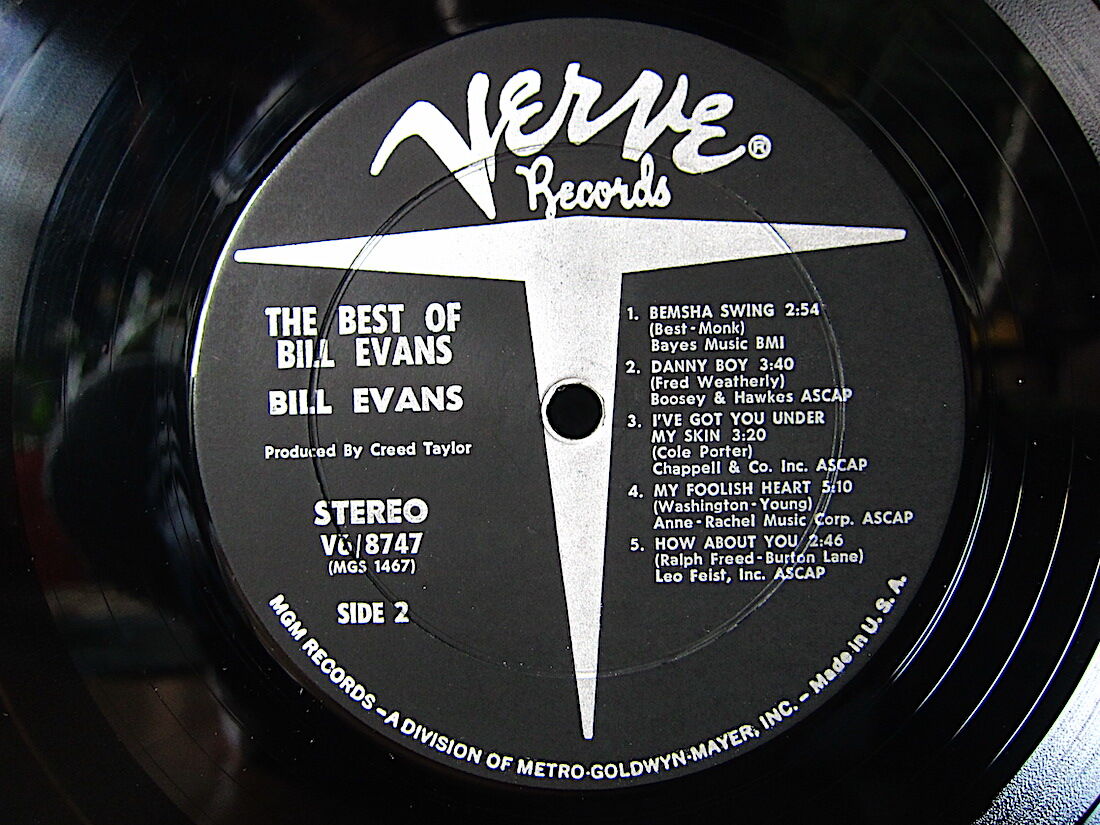 Verve®
Records
THE BEST OF
BILL EVANS
BILL EVANS
Produced By Creed Taylor
STEREO
V6/8747
(MGS 1467)
SIDE 2
1. BEMSHA SWING 2:54
(Best-Monk)
Bayes Music BMI
2. DANNY BOY 3:40
(Fred Weatherly)
Boosey & Hawkes ASCAP
3. I'VE GOT YOU UNDER
MY SKIN 3:20
(Cole Porter)
Chappell & Co. Inc. ASCAP
4. MY FOOLISH HEART 5:10
(Washington-Young)
Anne-Rachel Music Corp. ASCAP
5. HOW ABOUT YOU 2:46
(Ralph Freed-Burton Lane)
Leo Feist, Inc. ASCAP
MGM RECORDS – A DIVISION OF METRO-GOLDWYN-MAYER, INC. – Made in U. S. A.